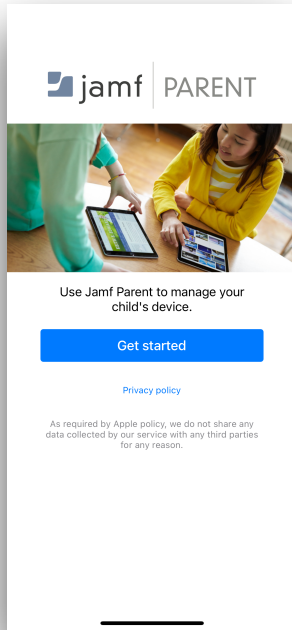 jamf PARENT
Use Jamf Parent to manage your
child's device.
Get started
Privacy policy
As required by Apple policy, we do not share any
data collected by our service with any third parties
for any reason.